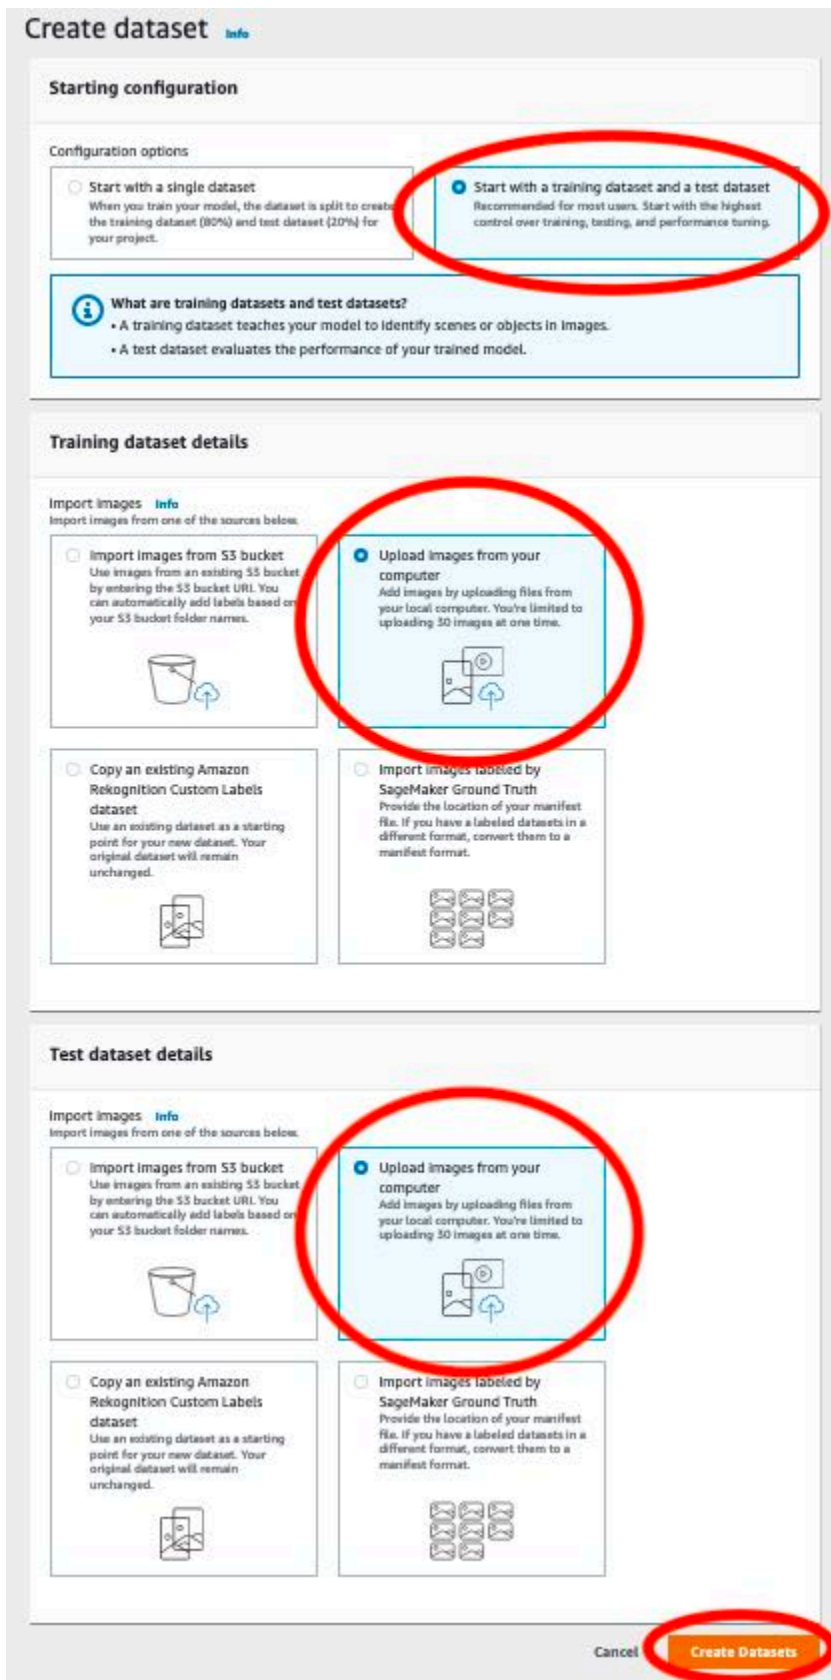 Create dataset Info
Starting configuration
Configuration options
Start with a single dataset
When you train your model, the dataset is split to create
the training dataset (80%) and test dataset (20%) for
your project.
Start with a training dataset and a test dataset
Recommended for most users. Start with the highest
control over training, testing, and performance tuning.
What are training datasets and test datasets?
• A training dataset teaches your model to identify scenes or objects in images.
• A test dataset evaluates the performance of your trained model.
Training dataset details
Import images Info
Import images from one of the sources below.
Import images from S3 bucket
Use images from an existing S3 bucket
by entering the S3 bucket URI. You
can automatically add labels based on
your S3 bucket folder names.
Upload images from your
computer
Add images by uploading files from
your local computer. You're limited to
uploading 30 images at one time.
Copy an existing Amazon
Rekognition Custom Labels
dataset
Use an existing dataset as a starting
point for your new dataset. Your
original dataset will remain
unchanged.
Import images labeled by
SageMaker Ground Truth
Provide the location of your manifest
file. If you have a labeled datasets in a
different format, convert them to a
manifest format.
Test dataset details
Import images Info
Import images from one of the sources below.
Import images from S3 bucket
Use images from an existing S3 bucket
by entering the S3 bucket URI. You
can automatically add labels based on
your S3 bucket folder names.
Upload images from your
computer
Add images by uploading files from
your local computer. You're limited to
uploading 30 images at one time.
Copy an existing Amazon
Rekognition Custom Labels
dataset
Use an existing dataset as a starting
point for your new dataset. Your
original dataset will remain
unchanged.
Import images labeled by
SageMaker Ground Truth
Provide the location of your manifest
file. If you have a labeled datasets in a
different format, convert them to a
manifest format.
Cancel
Create Datasets